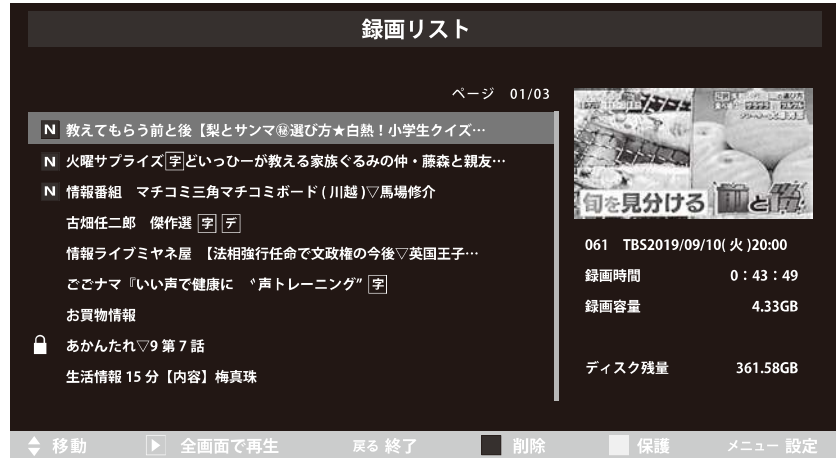 録画リスト
ページ 01/03
N 教えてもらう前と後【梨とサンマ㊙選び方★白熱！小学生クイズ…
N 火曜サプライズ字どいっひーが教える家族ぐるみの仲・藤森と親友…
N 情報番組 マチコミ三角マチコミボード(川越)▽馬場修介
古畑任二郎 傑作選 字 デ
情報ライブミヤネ屋 【法相強行任命で文政権の今後▽英国王子…
ごごナマ『いい声で健康に 〝声トレーニング” 字
お買物情報
あかんたれ▽9 第7話
生活情報15分【内容】梅真珠
旬を見分ける
と
061 TBS2019/09/10(火)20:00
録画時間 0：43：49
録画容量 4.33GB
ディスク残量 361.58GB
移動 全画面で再生 戻る 終了 削除 保護 メニュー 設定